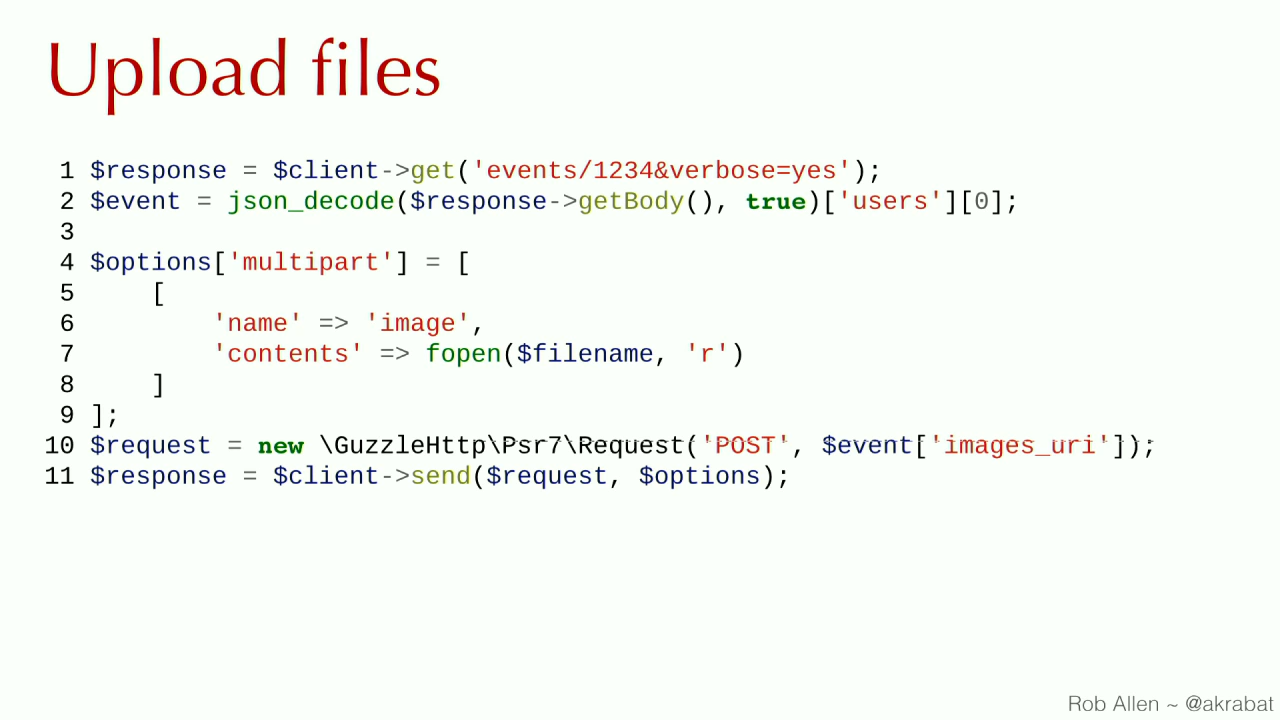 Upload files
1 $response = $client->get('events/1234&verbose=yes');
2 $event = json_decode($response->getBody(), true)['users'][0];
3
4 $options['multipart'] = [
5     [
6         'name' => 'image',
7         'contents' => fopen($filename, 'r')
8     ]
9 ];
10 $request = new \GuzzleHttp\Psr7\Request('POST', $event['images_uri']);
11 $response = $client->send($request, $options);
Rob Allen ~ @akrabat